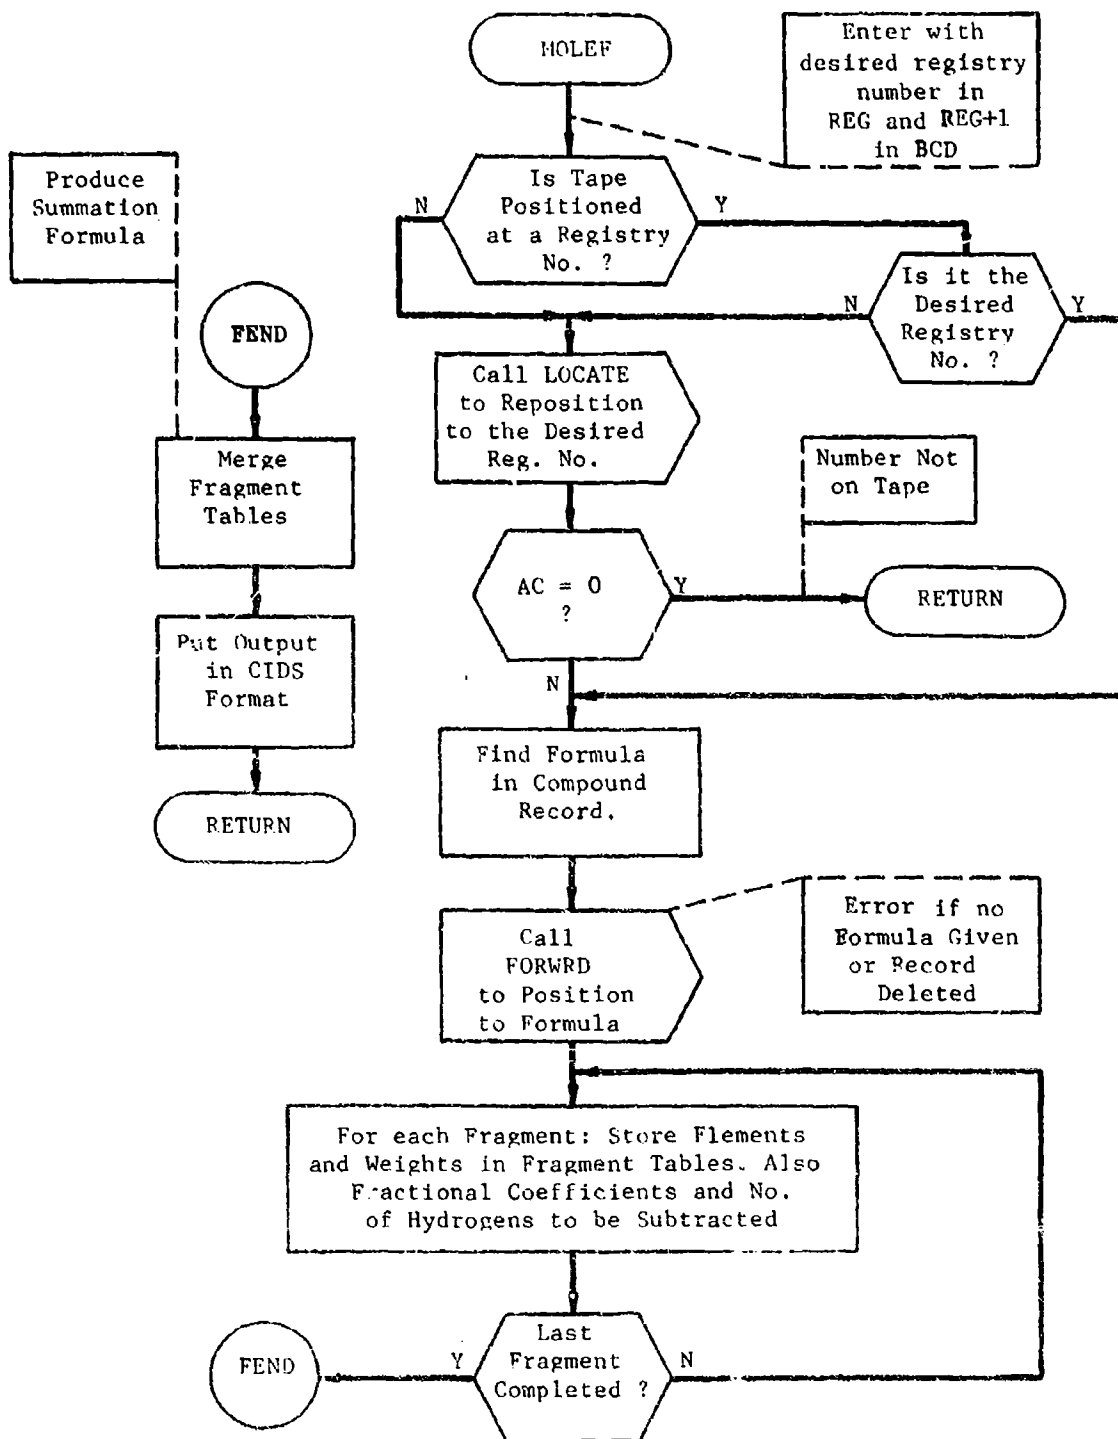 MOLEF
Enter with
desired registry
number in
REG and REG+1
in BCD
Produce
Summation
Formula
Is Tape
Positioned
at a Registry
No. ?
N
Y
Is it the
Desired
Registry
No. ?
N
Y
FEND
Call LOCATE
to Reposition
to the Desired
Reg. No.
Merge
Fragment
Tables
Number Not
on Tape
AC = 0
?
Y
N
RETURN
Put Output
in CIDS
Format
RETURN
Find Formula
in Compound
Record.
Call
FORWRD
to Position
to Formula
Error if no
Formula Given
or Record
Deleted
For each Fragment: Store Elements
and Weights in Fragment Tables. Also
Fractional Coefficients and No.
of Hydrogens to be Subtracted
Last
Fragment
Completed ?
Y
N
FEND